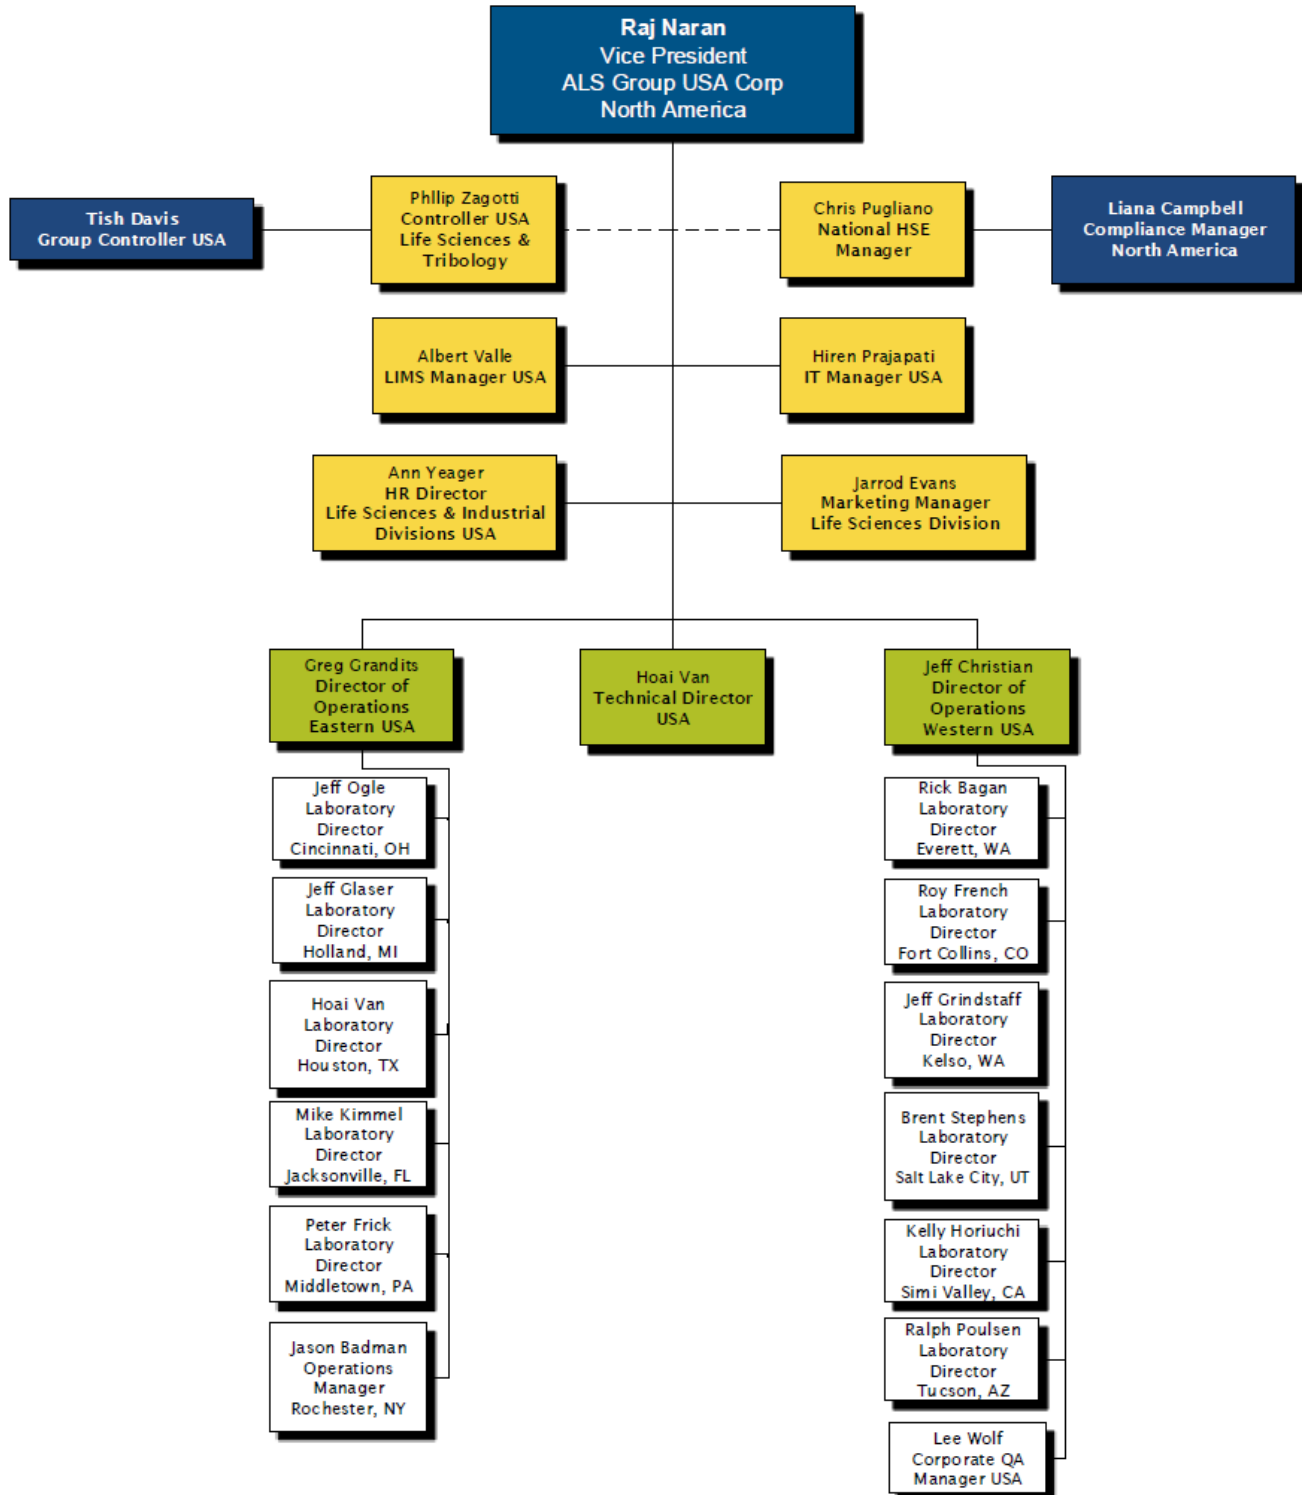 Raj Naran
Vice President
ALS Group USA Corp
North America
Tish Davis
Group Controller USA
Phllip Zagotti
Controller USA
Life Sciences &
Tribology
Chris Pugliano
National HSE
Manager
Liana Campbell
Compliance Manager
North America
Albert Valle
LIMS Manager USA
Hiren Prajapati
IT Manager USA
Ann Yeager
HR Director
Life Sciences & Industrial
Divisions USA
Jarrod Evans
Marketing Manager
Life Sciences Division
Greg Grandits
Director of
Operations
Eastern USA
Hoai Van
Technical Director
USA
Jeff Christian
Director of
Operations
Western USA
Jeff Ogle
Laboratory
Director
Cincinnati, OH
Jeff Glaser
Laboratory
Director
Holland, MI
Hoai Van
Laboratory
Director
Houston, TX
Mike Kimmel
Laboratory
Director
Jacksonville, FL
Peter Frick
Laboratory
Director
Middletown, PA
Jason Badman
Operations
Manager
Rochester, NY
Rick Bagan
Laboratory
Director
Everett, WA
Roy French
Laboratory
Director
Fort Collins, CO
Jeff Grindstaff
Laboratory
Director
Kelso, WA
Brent Stephens
Laboratory
Director
Salt Lake City, UT
Kelly Horiuchi
Laboratory
Director
Simi Valley, CA
Ralph Poulsen
Laboratory
Director
Tucson, AZ
Lee Wolf
Corporate QA
Manager USA